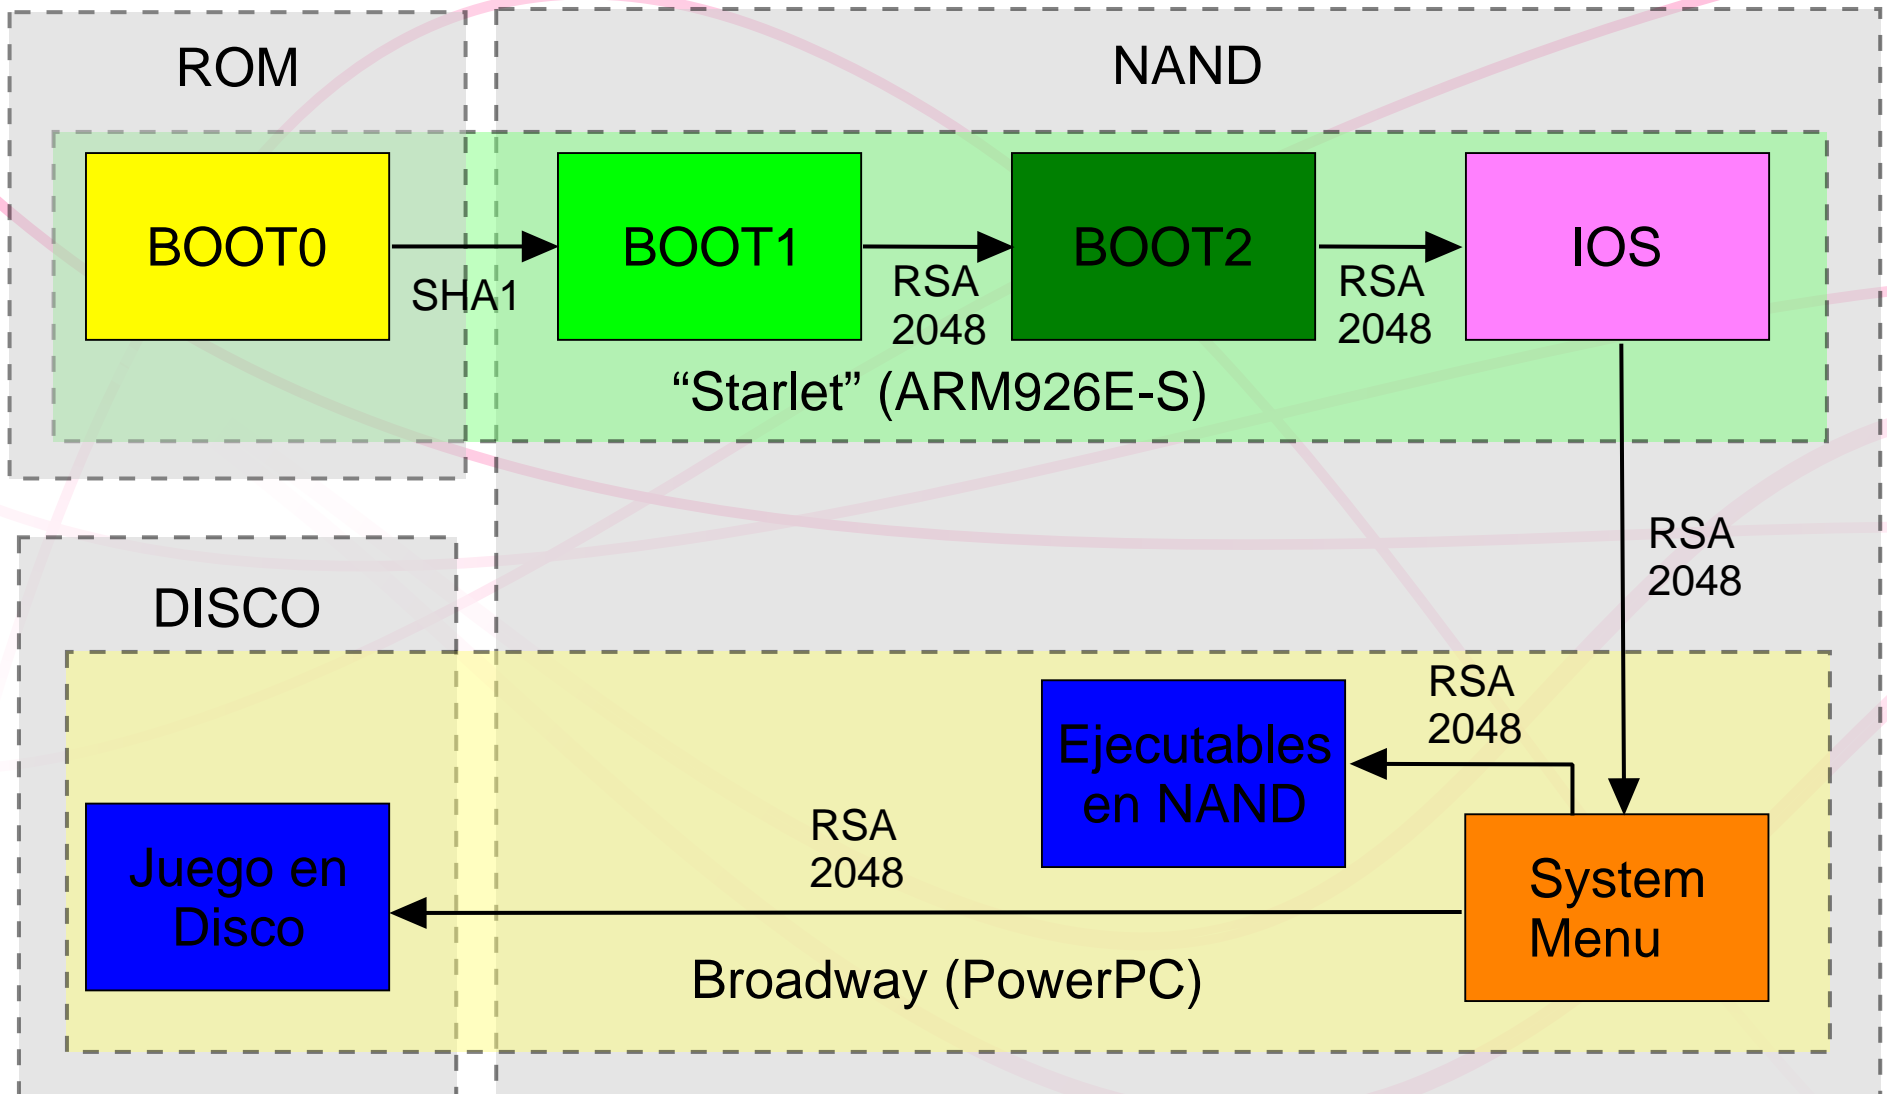 ROM
NAND
BOOT0
BOOT1
BOOT2
IOS
SHA1
RSA
2048
RSA
2048
“Starlet” (ARM926E-S)
RSA
2048
DISCO
RSA
2048
Ejecutables
en NAND
RSA
2048
Juego en
Disco
System
Menu
Broadway (PowerPC)